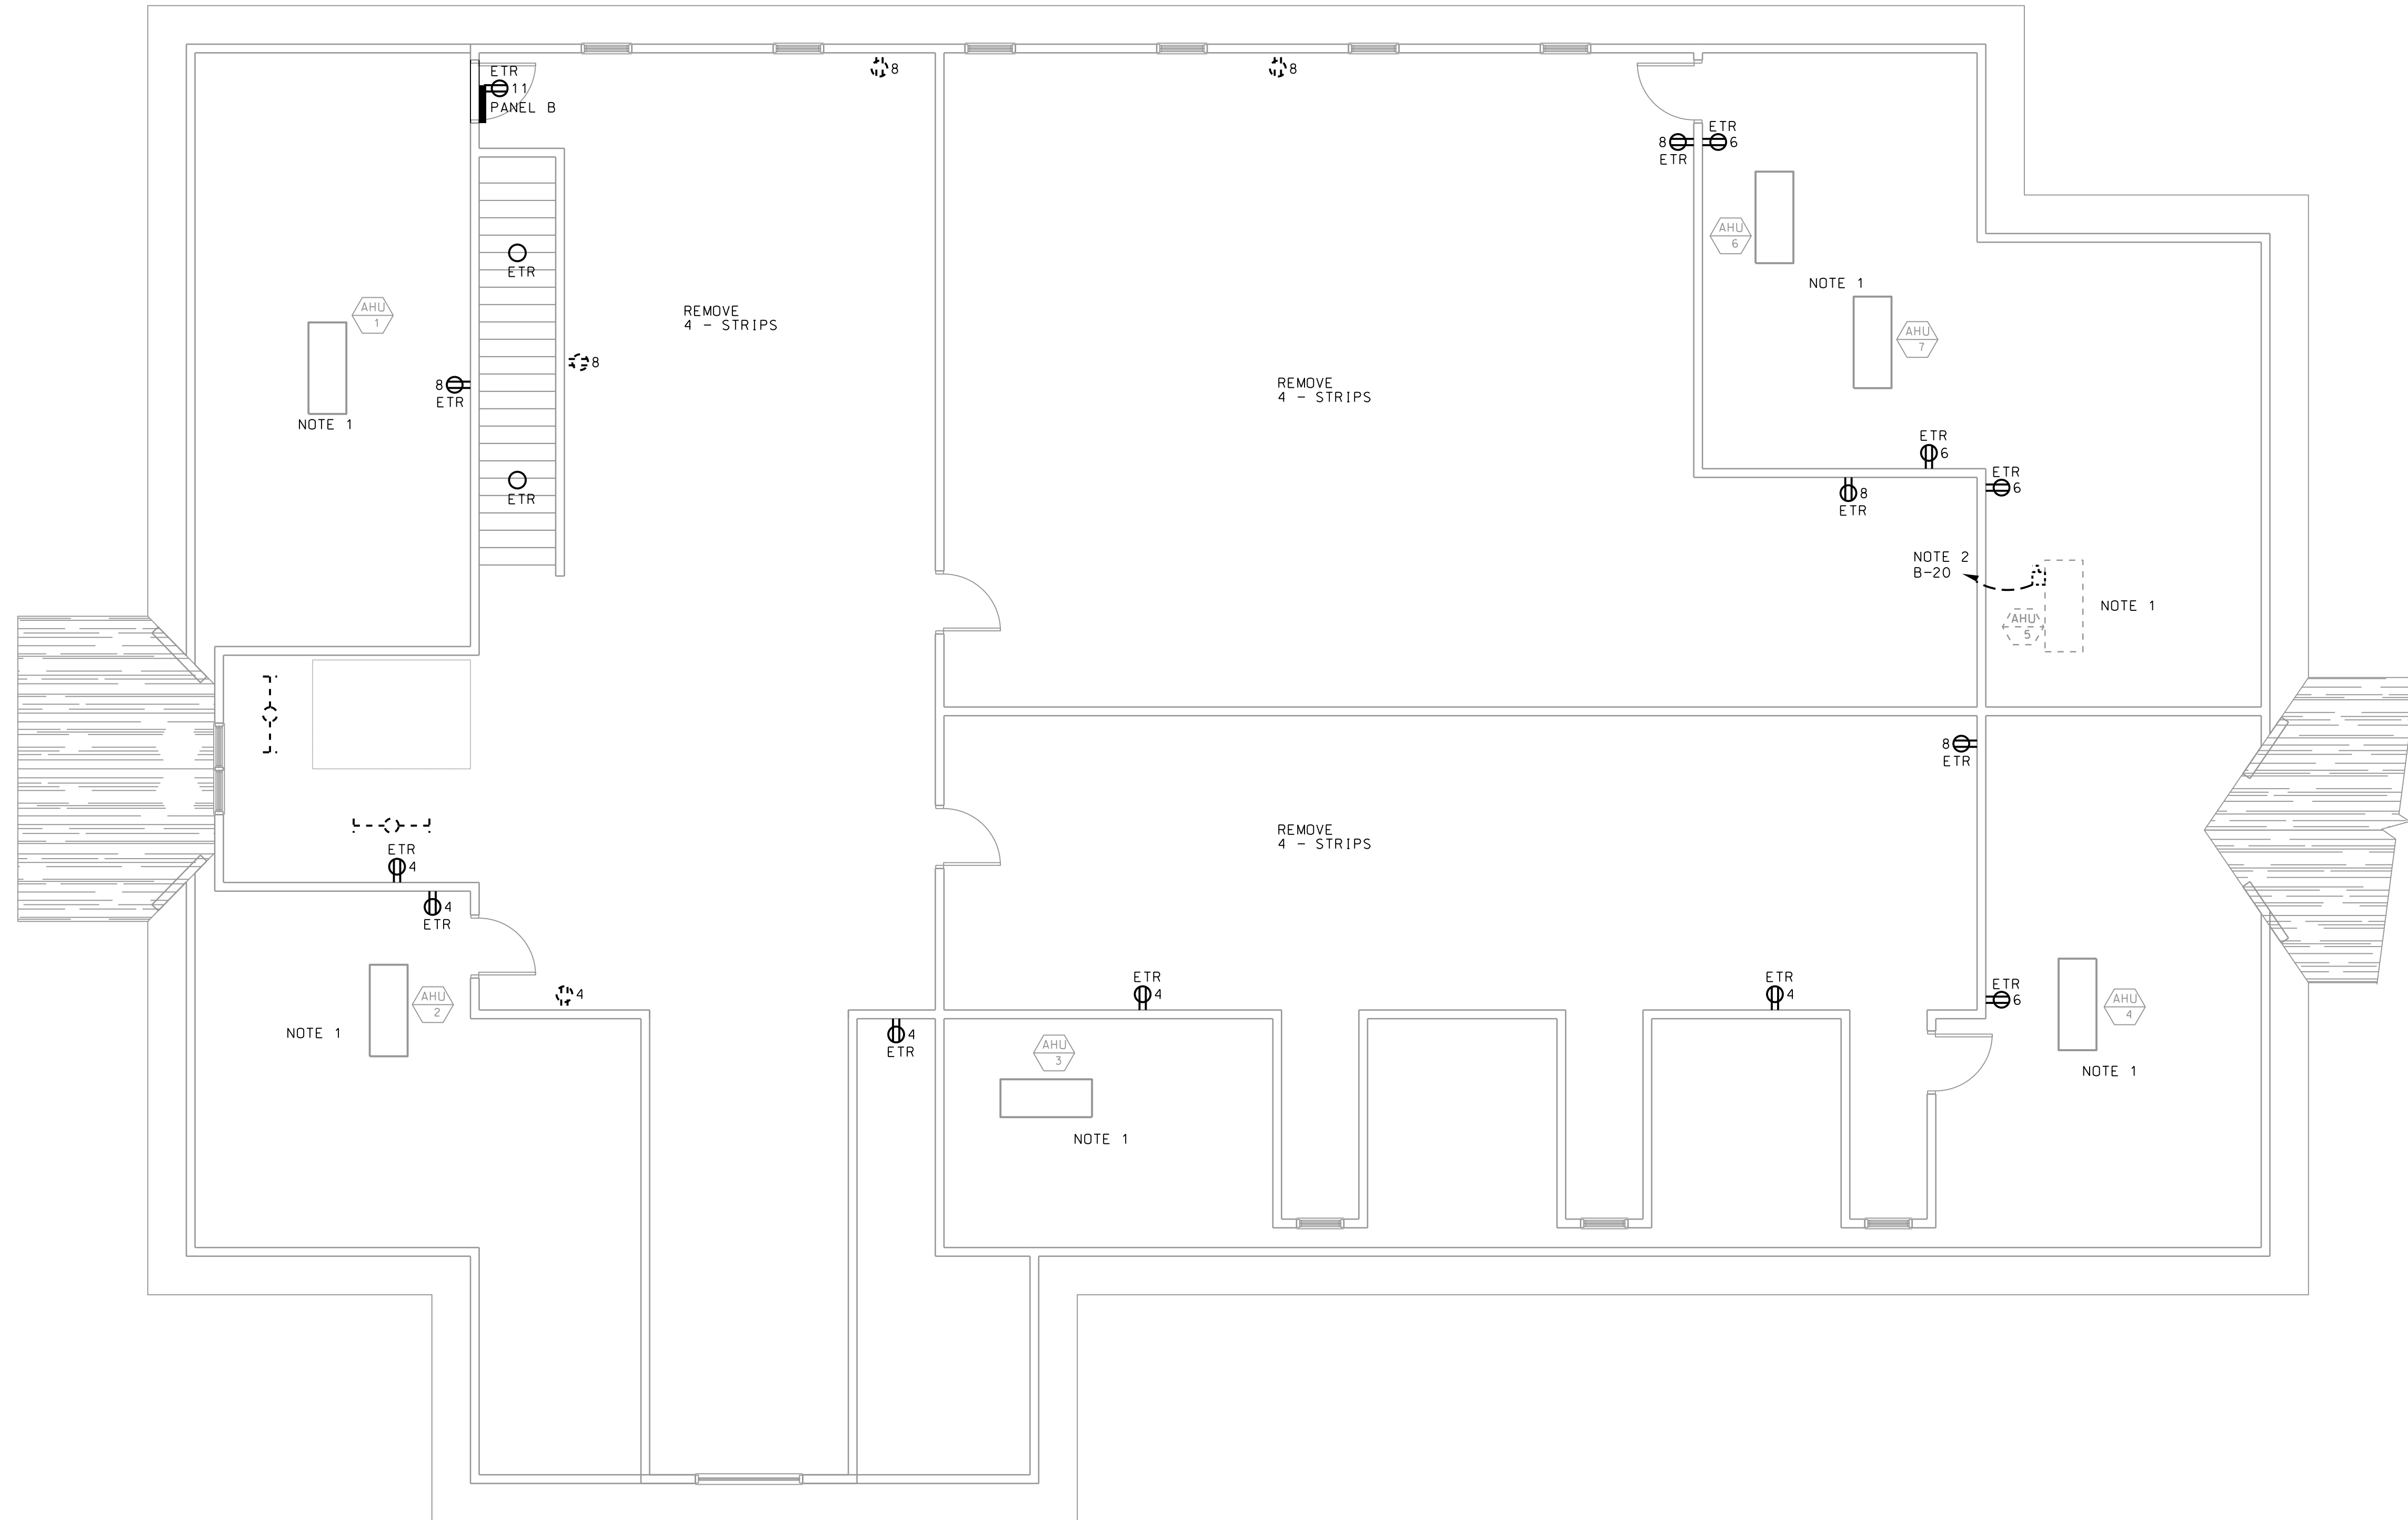 ETR
11
PANEL B
8
8
ETR
8
6
ETR
AHU
6
ETR
NOTE 1
AHU
1
REMOVE
4 - STRIPS
AHU
7
8
8
ETR
REMOVE
4 - STRIPS
NOTE 1
ETR
6
ETR
6
ETR
8
ETR
NOTE 2
B-20
NOTE 1
AHU
5
8
ETR
REMOVE
4 - STRIPS
ETR
4
4
ETR
AHU
2
NOTE 1
4
ETR
4
ETR
4
ETR
6
AHU
4
4
ETR
AHU
3
NOTE 1
NOTE 1